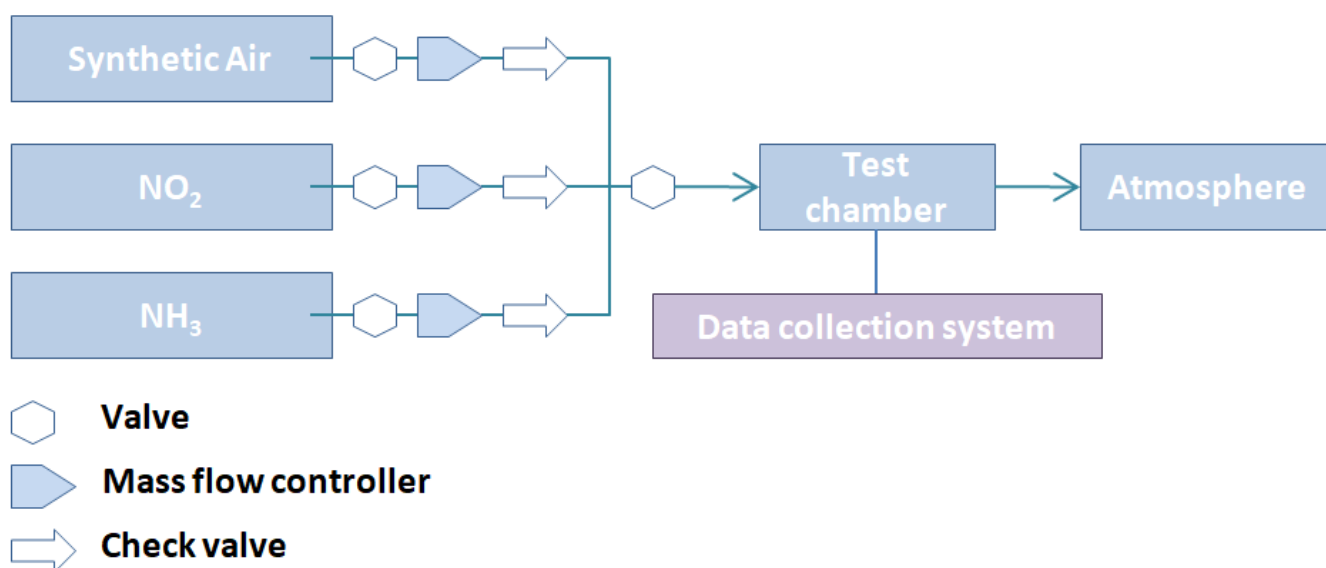 Synthetic Air
NO₂
NH₃
Test
chamber
Atmosphere
Data collection system
Valve
Mass flow controller
Check valve